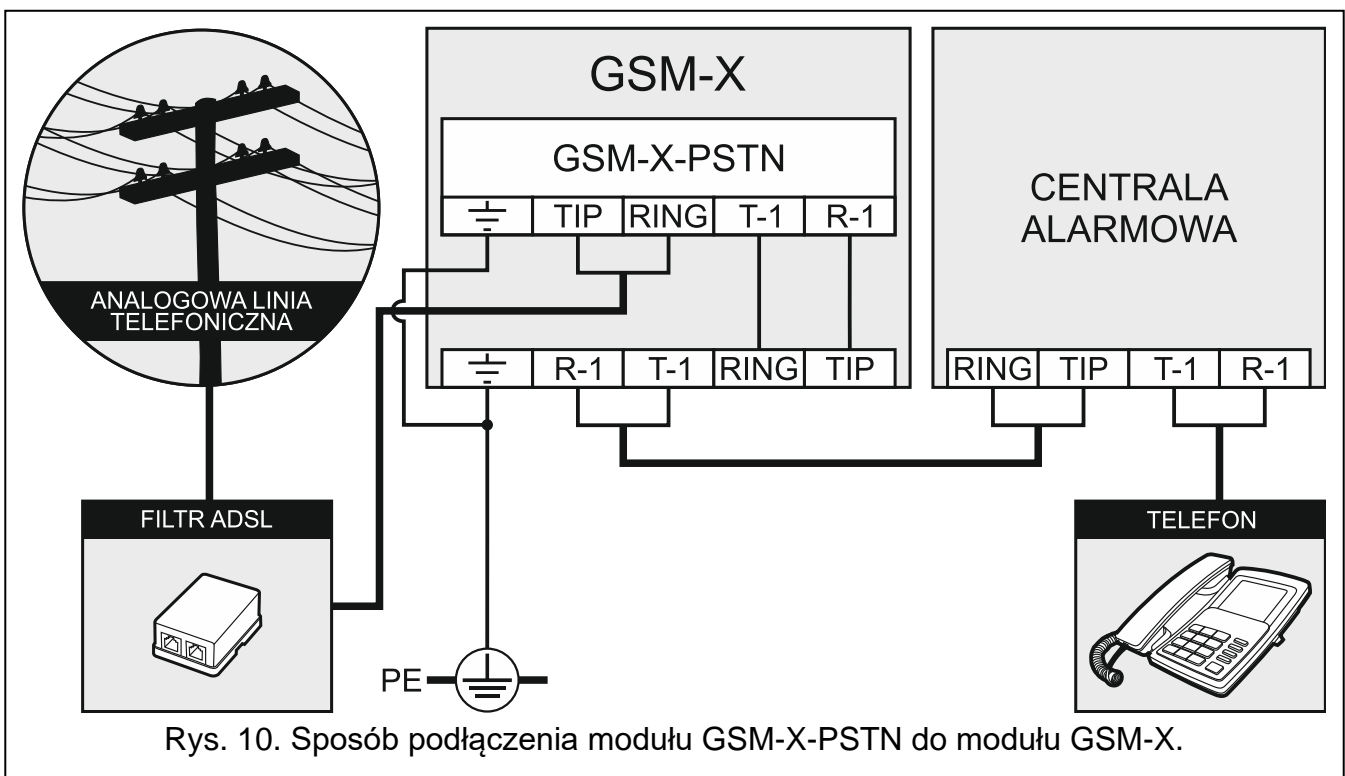 GSM-X
GSM-X-PSTN
TIP RING T-1 R-1
R-1 T-1 RING TIP
ANALOGOWA LINIA
TELEFONICZNA
CENTRALA
ALARMOWA
RING TIP T-1 R-1
FILTR ADSL
PE
TELEFON
Rys. 10. Sposób podłączenia modułu GSM-X-PSTN do modułu GSM-X.